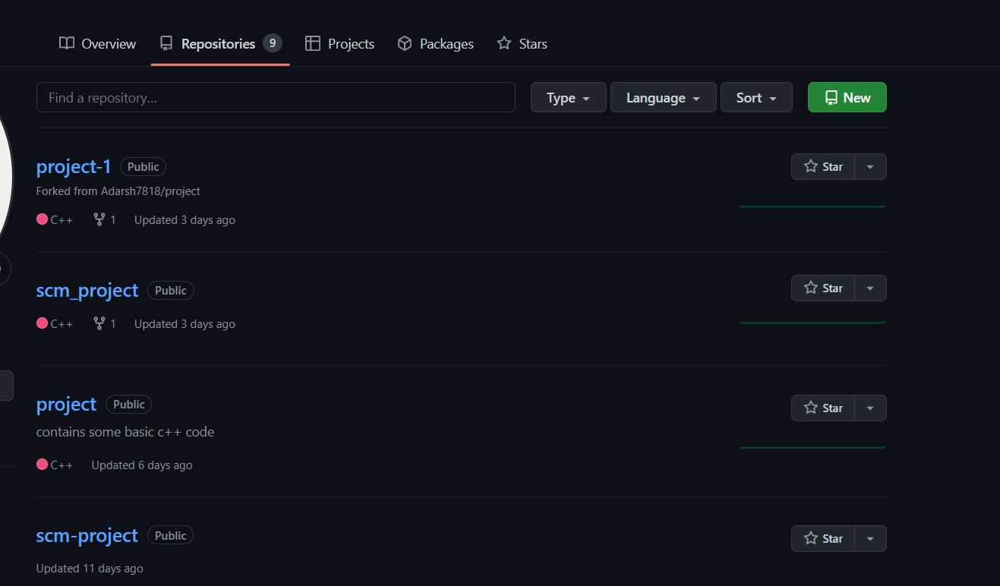 Overview Repositories 9 Projects Packages Stars
Find a repository... Type Language Sort New
project-1 Public Star
Forked from Adarsh7818/project
C++ 1 Updated 3 days ago
scm_project Public Star
C++ 1 Updated 3 days ago
project Public Star
contains some basic c++ code
C++ Updated 6 days ago
scm-project Public Star
Updated 11 days ago